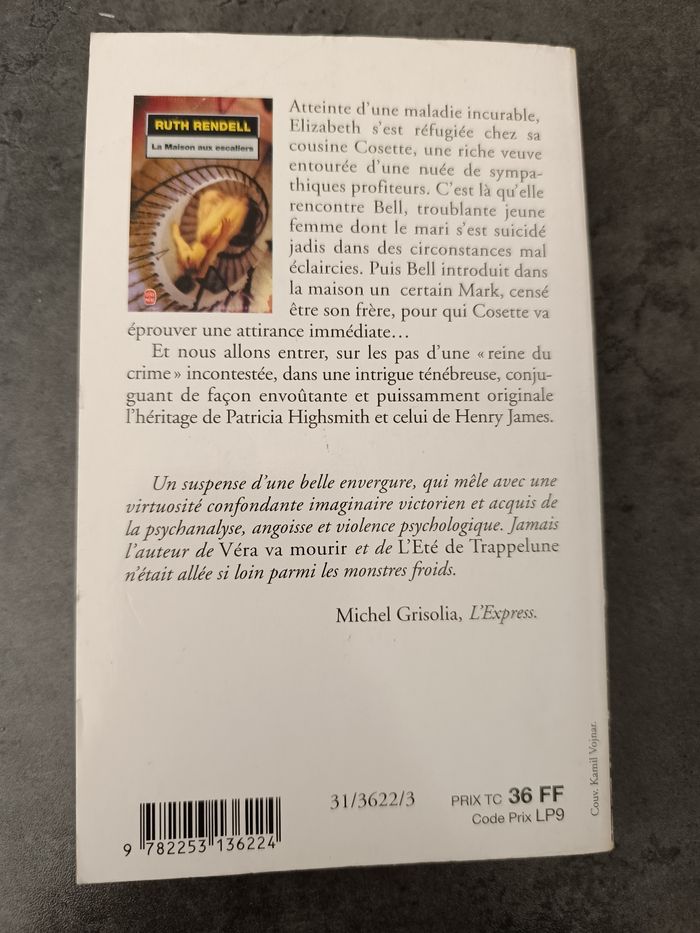 RUTH RENDELL
La Maison aux escaliers
Atteinte d'une maladie incurable,
Elizabeth s'est réfugiée chez sa
cousine Cosette, une riche veuve
entourée d'une nuée de sympa-
thiques profiteurs. C'est là qu'elle
rencontre Bell, troublante jeune
femme dont le mari s'est suicidé
jadis dans des circonstances mal
éclaircies. Puis Bell introduit dans
la maison un certain Mark, censé
être son frère, pour qui Cosette va
éprouver une attirance immédiate…
Et nous allons entrer, sur les pas d'une « reine du
crime » incontestée, dans une intrigue ténébreuse, conju-
guant de façon envoûtante et puissamment originale
l'héritage de Patricia Highsmith et celui de Henry James.
Un suspense d'une belle envergure, qui mêle avec une
virtuosité confondante imaginaire victorien et acquis de
la psychanalyse, angoisse et violence psychologique. Jamais
l'auteur de Véra va mourir et de L'Eté de Trappelune
n'était allée si loin parmi les monstres froids.
Michel Grisolia, L'Express.
Couv. Kamil Vojnar.
31/3622/3
PRIX TC 36 FF
Code Prix LP9
9 782253 136224